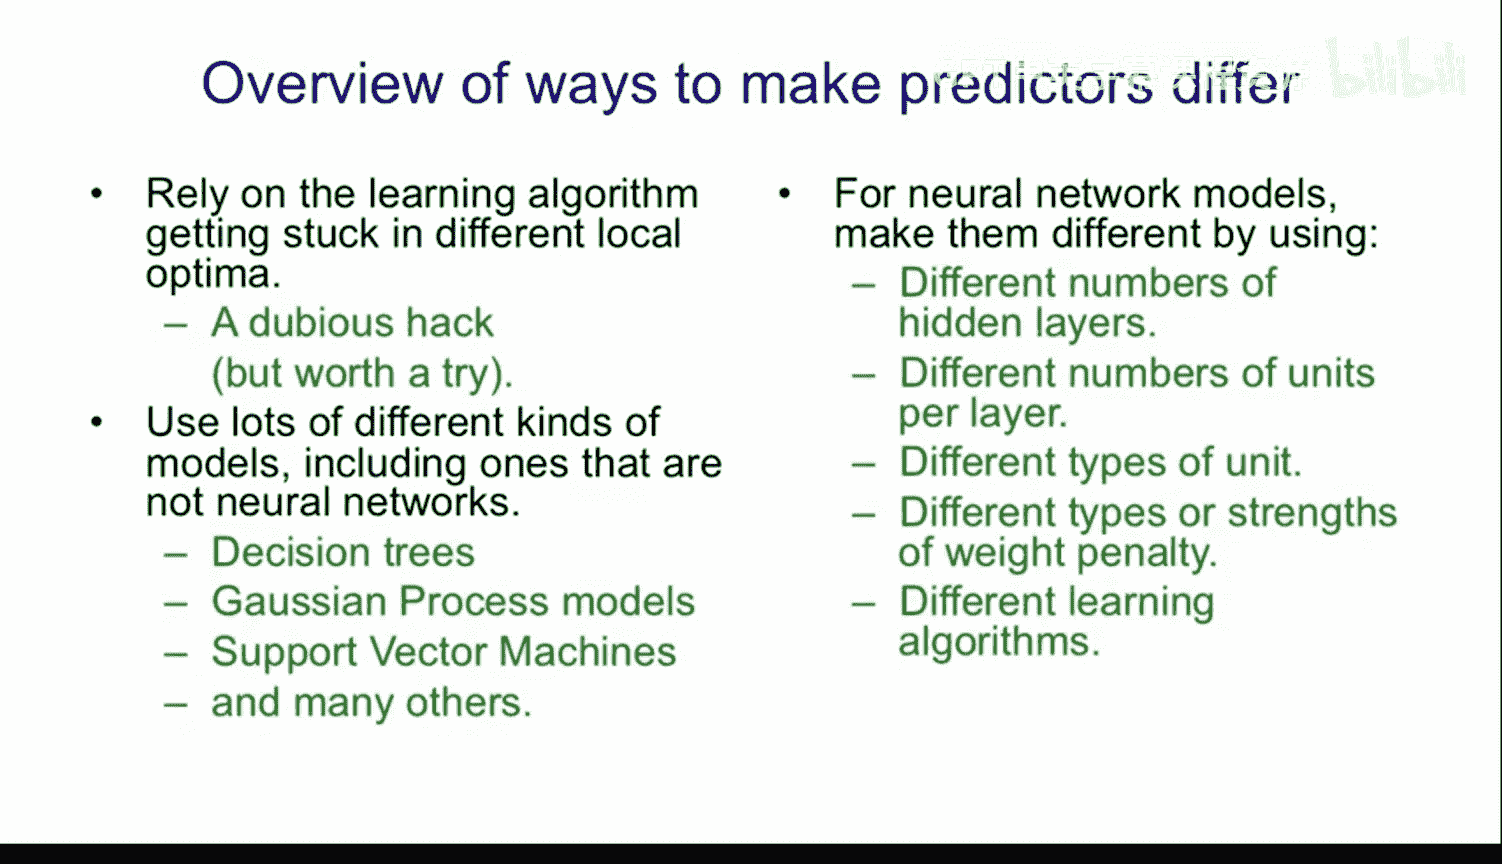 Overview of ways to make predictors differ
bilibili
• Rely on the learning algorithm
getting stuck in different local
optima.
– A dubious hack
(but worth a try).
• Use lots of different kinds of
models, including ones that are
not neural networks.
– Decision trees
– Gaussian Process models
– Support Vector Machines
– and many others.
• For neural network models,
make them different by using:
– Different numbers of
hidden layers.
– Different numbers of units
per layer.
– Different types of unit.
– Different types or strengths
of weight penalty.
– Different learning
algorithms.